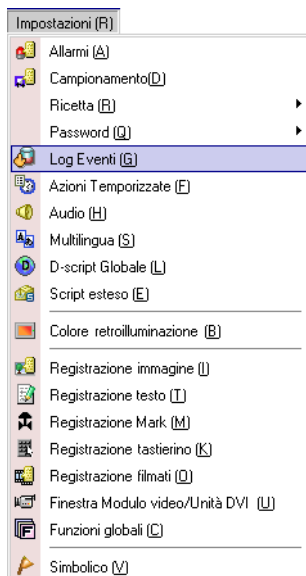 Impostazioni (R)
Allarmi (A)
Campionamento(D)
Ricetta (R)
Password (Q)
Log Eventi (G)
Azioni Temporizzate (F)
Audio (H)
Multilingua (S)
D-script Globale (L)
Script esteso (E)
Colore retroilluminazione (B)
Registrazione immagine (I)
Registrazione testo (T)
Registrazione Mark (M)
Registrazione tastierino (K)
Registrazione filmati (O)
Finestra Modulo video/Unità DVI (U)
Funzioni globali (C)
Simbolico (V)